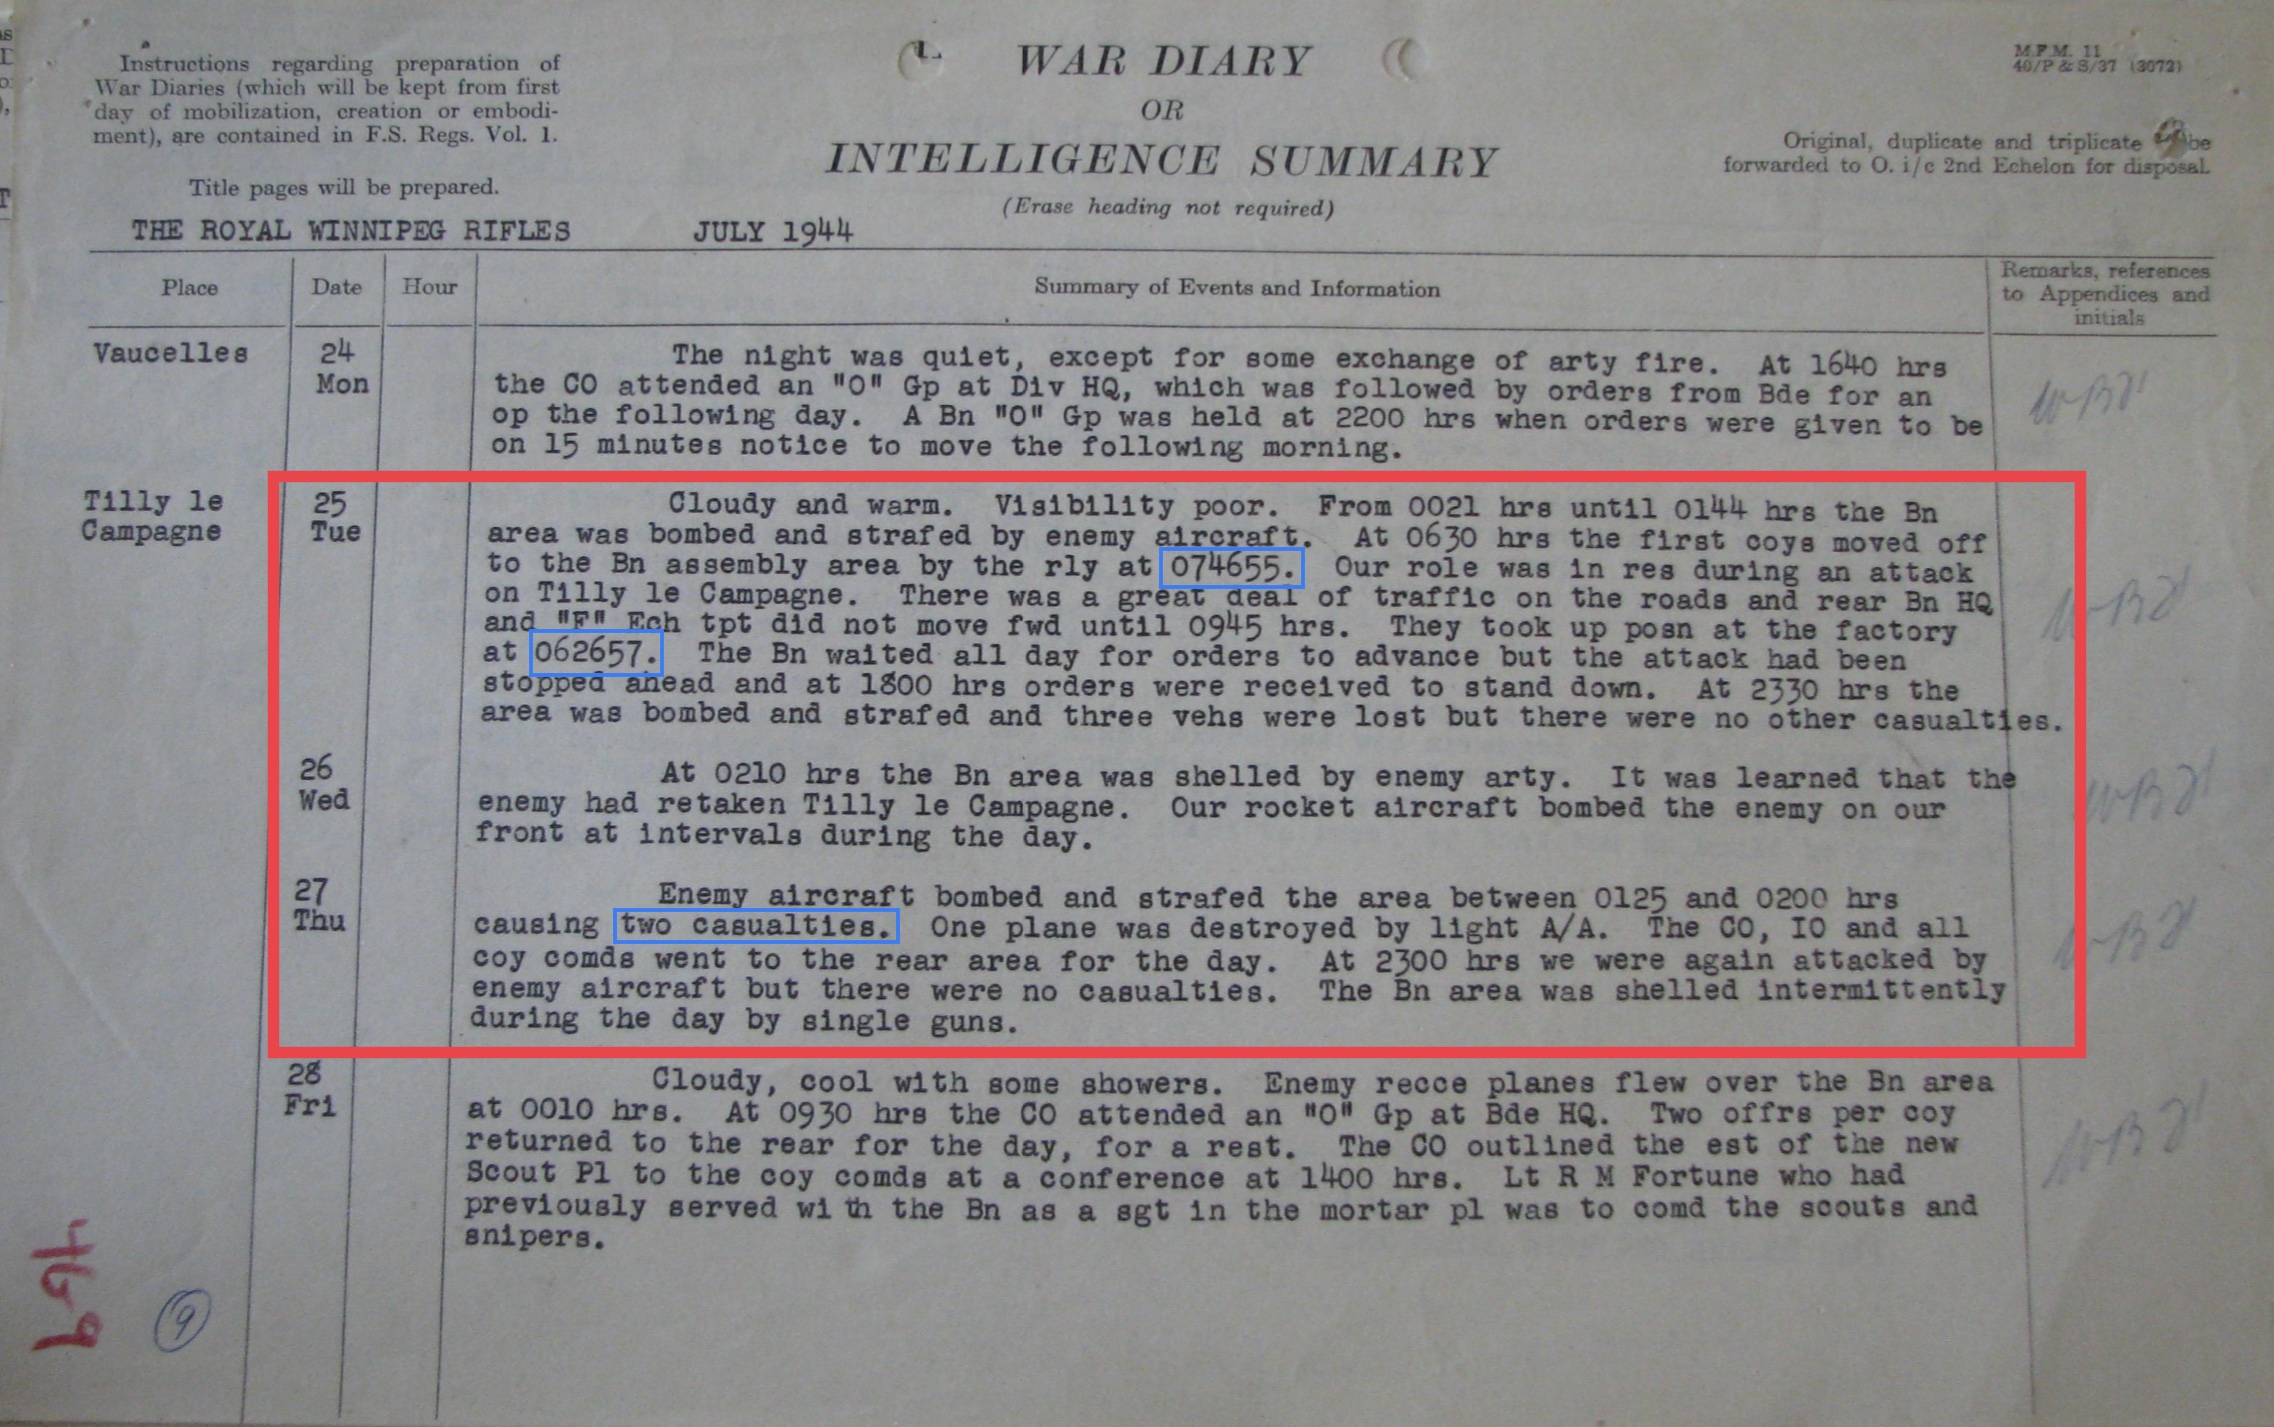 Instructions regarding preparation of
War Diaries (which will be kept from first
day of mobilization, creation or embodi-
ment), are contained in F.S. Regs. Vol. 1.
Title pages will be prepared.
WAR DIARY
OR
INTELLIGENCE SUMMARY
(Erase heading not required)
M.F.M. 11
40/P & S/37 (3073)
Original, duplicate and triplicate be
forwarded to O. i/c 2nd Echelon for disposal.
THE ROYAL WINNIPEG RIFLES JULY 1944
Place Date Hour Summary of Events and Information
Remarks, references
to Appendices and
initials
Vaucelles
24
Mon
The night was quiet, except for some exchange of arty fire. At 1640 hrs
the CO attended an "O" Gp at Div HQ, which was followed by orders from Bde for an
op the following day. A Bn "O" Gp was held at 2200 hrs when orders were given to be
on 15 minutes notice to move the following morning.
Tilly le
Campagne
25
Tue
Cloudy and warm. Visibility poor. From 0021 hrs until 0144 hrs the Bn
area was bombed and strafed by enemy aircraft. At 0630 hrs the first coys moved off
to the Bn assembly area by the rly at 074655. Our role was in res during an attack
on Tilly le Campagne. There was a great deal of traffic on the roads and rear Bn HQ
and "F" Ech tpt did not move fwd until 0945 hrs. They took up posn at the factory
at 062657. The Bn waited all day for orders to advance but the attack had been
stopped ahead and at 1800 hrs orders were received to stand down. At 2330 hrs the
area was bombed and strafed and three vehs were lost but there were no other casualties.
26
Wed
At 0210 hrs the Bn area was shelled by enemy arty. It was learned that the
enemy had retaken Tilly le Campagne. Our rocket aircraft bombed the enemy on our
front at intervals during the day.
27
Thu
Enemy aircraft bombed and strafed the area between 0125 and 0200 hrs
causing two casualties. One plane was destroyed by light A/A. The CO, IO and all
coy comds went to the rear area for the day. At 2300 hrs we were again attacked by
enemy aircraft but there were no casualties. The Bn area was shelled intermittently
during the day by single guns.
28
Fri
Cloudy, cool with some showers. Enemy recce planes flew over the Bn area
at 0010 hrs. At 0930 hrs the CO attended an "O" Gp at Bde HQ. Two offrs per coy
returned to the rear for the day, for a rest. The CO outlined the est of the new
Scout Pl to the coy comds at a conference at 1400 hrs. Lt R M Fortune who had
previously served with the Bn as a sgt in the mortar pl was to comd the scouts and
snipers.
9